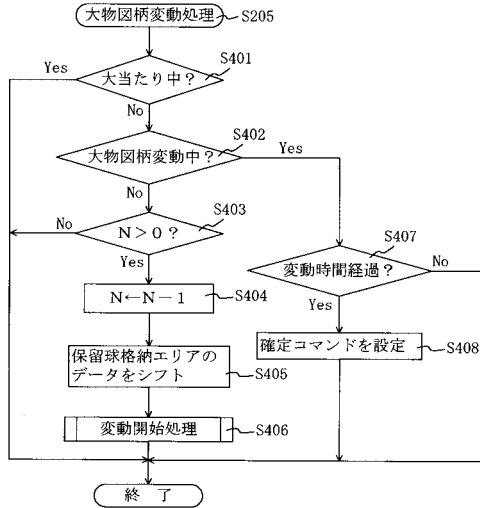 大物図柄変動処理
S205
大当たり中？
S401
Yes
No
大物図柄変動中？
S402
Yes
No
N＞０？
S403
No
Yes
変動時間経過？
S407
No
Yes
N←N－１
S404
確定コマンドを設定
S408
保留球格納エリアの
データをシフト
S405
変動開始処理
S406
終 了